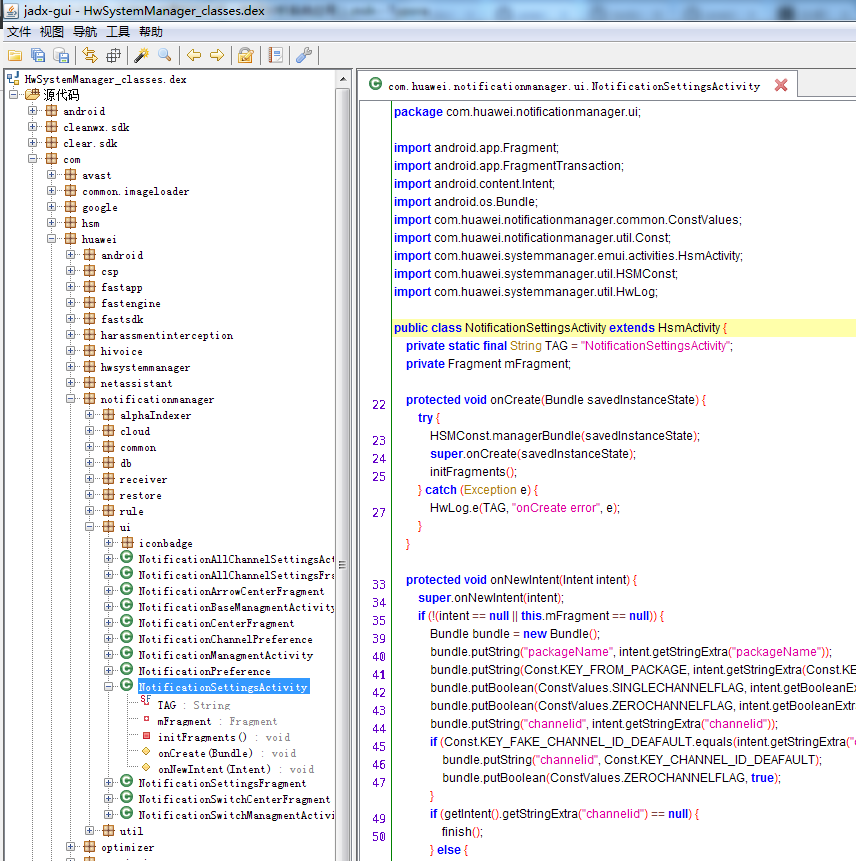 jadx-gui - HwSystemManager_classes.dex
文件 视图 导航 工具 帮助
HwSystemManager_classes.dex
源代码
android
cleanwx.sdk
clear.sdk
com
avast
common.imageloader
google
hsm
huawei
android
csp
fastapp
fastengine
fastsdk
harassmentinterception
hivoice
hwsystemmanager
netassistant
notificationmanager
alphaIndexer
cloud
common
db
receiver
restore
rule
ui
iconbadge
NotificationAllChannelSettingsAct
NotificationAllChannelSettingsFra
NotificationArrowCenterFragment
NotificationBaseManagmentActivity
NotificationCenterFragment
NotificationChannelPreference
NotificationManagmentActivity
NotificationPreference
NotificationSettingsActivity
TAG : String
mFragment : Fragment
initFragments() : void
onCreate(Bundle) : void
onNewIntent(Intent) : void
NotificationSettingsFragment
NotificationSwitchCenterFragment
NotificationSwitchManagmentActivi
util
optimizer
com.huawei.notificationmanager.ui.NotificationSettingsActivity
package com.huawei.notificationmanager.ui;
import android.app.Fragment;
import android.app.FragmentTransaction;
import android.content.Intent;
import android.os.Bundle;
import com.huawei.notificationmanager.common.ConstValues;
import com.huawei.notificationmanager.util.Const;
import com.huawei.systemmanager.emui.activities.HsmActivity;
import com.huawei.systemmanager.util.HSMConst;
import com.huawei.systemmanager.util.HwLog;
public class NotificationSettingsActivity extends HsmActivity {
private static final String TAG = "NotificationSettingsActivity";
private Fragment mFragment;
22 protected void onCreate(Bundle savedInstanceState) {
try {
23 HSMConst.managerBundle(savedInstanceState);
24 super.onCreate(savedInstanceState);
25 initFragments();
} catch (Exception e) {
27 HwLog.e(TAG, "onCreate error", e);
}
}
33 protected void onNewIntent(Intent intent) {
34 super.onNewIntent(intent);
35 if (!(intent == null || this.mFragment == null)) {
39 Bundle bundle = new Bundle();
40 bundle.putString("packageName", intent.getStringExtra("packageName"));
41 bundle.putString(Const.KEY_FROM_PACKAGE, intent.getStringExtra(Const.KE
42 bundle.putBoolean(ConstValues.SINGLECHANNELFLAG, intent.getBooleanEx
43 bundle.putBoolean(ConstValues.ZEROCHANNELFLAG, intent.getBooleanExtra
44 bundle.putString("channelid", intent.getStringExtra("channelid"));
45 if (Const.KEY_FAKE_CHANNEL_ID_DEAFAULT.equals(intent.getStringExtra("c
46 bundle.putString("channelid", Const.KEY_CHANNEL_ID_DEAFAULT);
47 bundle.putBoolean(ConstValues.ZEROCHANNELFLAG, true);
}
49 if (getIntent().getStringExtra("channelid") == null) {
50 finish();
} else {